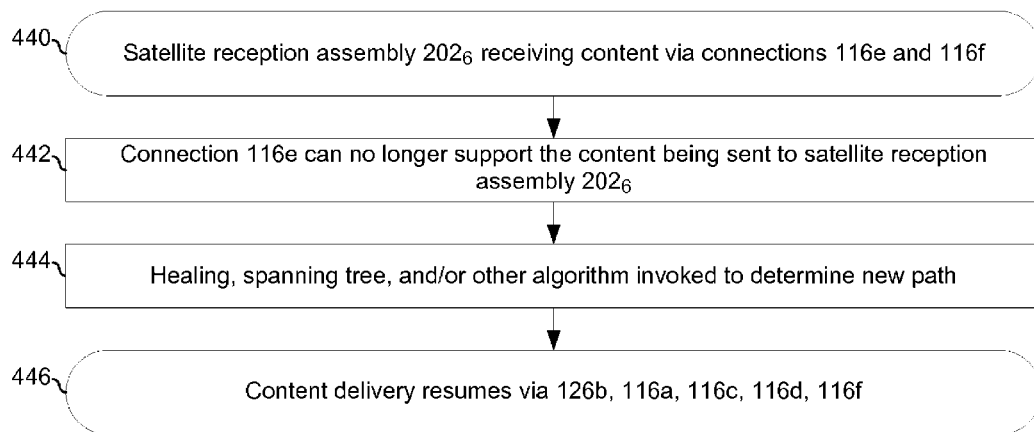 440
Satellite reception assembly 202₆ receiving content via connections 116e and 116f
442
Connection 116e can no longer support the content being sent to satellite reception
assembly 202₆
444
Healing, spanning tree, and/or other algorithm invoked to determine new path
446
Content delivery resumes via 126b, 116a, 116c, 116d, 116f